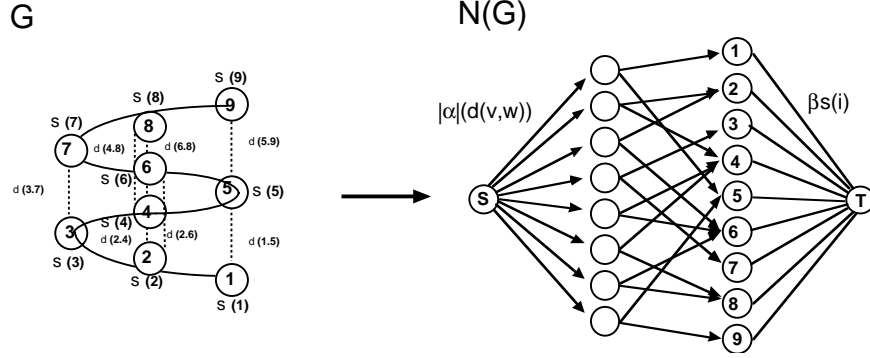 G
N(G)
S (9)
S (8)
9
S (7)
8
d (4.8)
d (6.8)
d (5.9)
7
6
S (6)
5
S (5)
d (3.7)
S (4)
4
3
d (2.4)
d (2.6)
d (1.5)
S (3)
2
S (2)
1
S (1)
|α|(d(v,w))
βs(i)
S
1
2
3
4
5
6
7
8
9
T